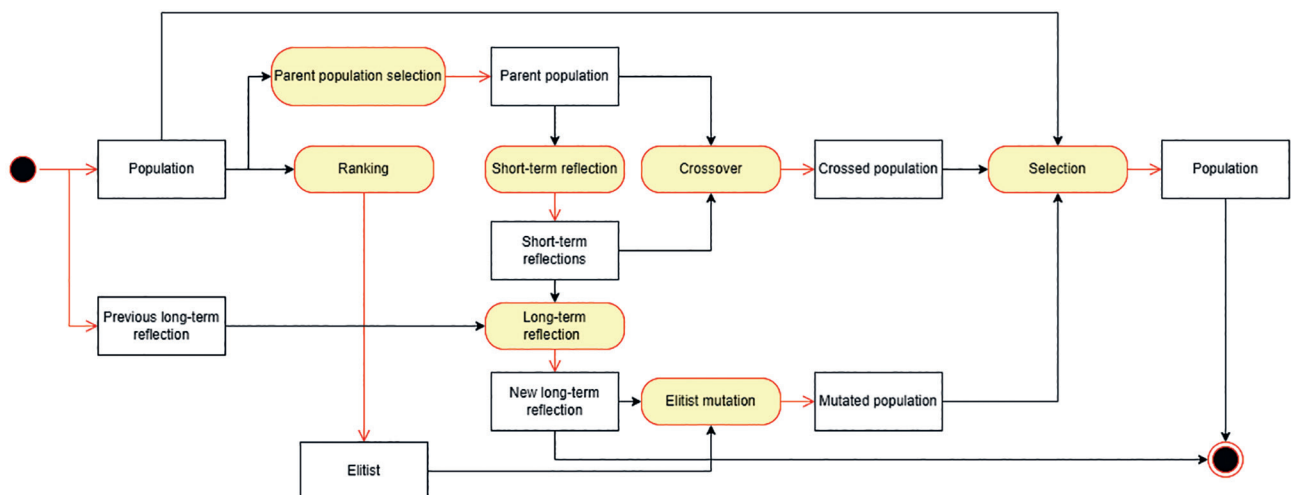 Parent population selection
Parent population
Population
Ranking
Short-term reflection
Crossover
Crossed population
Selection
Population
Short-term
reflections
Previous long-term
reflection
Long-term
reflection
New long-term
reflection
Elitist mutation
Mutated population
Elitist